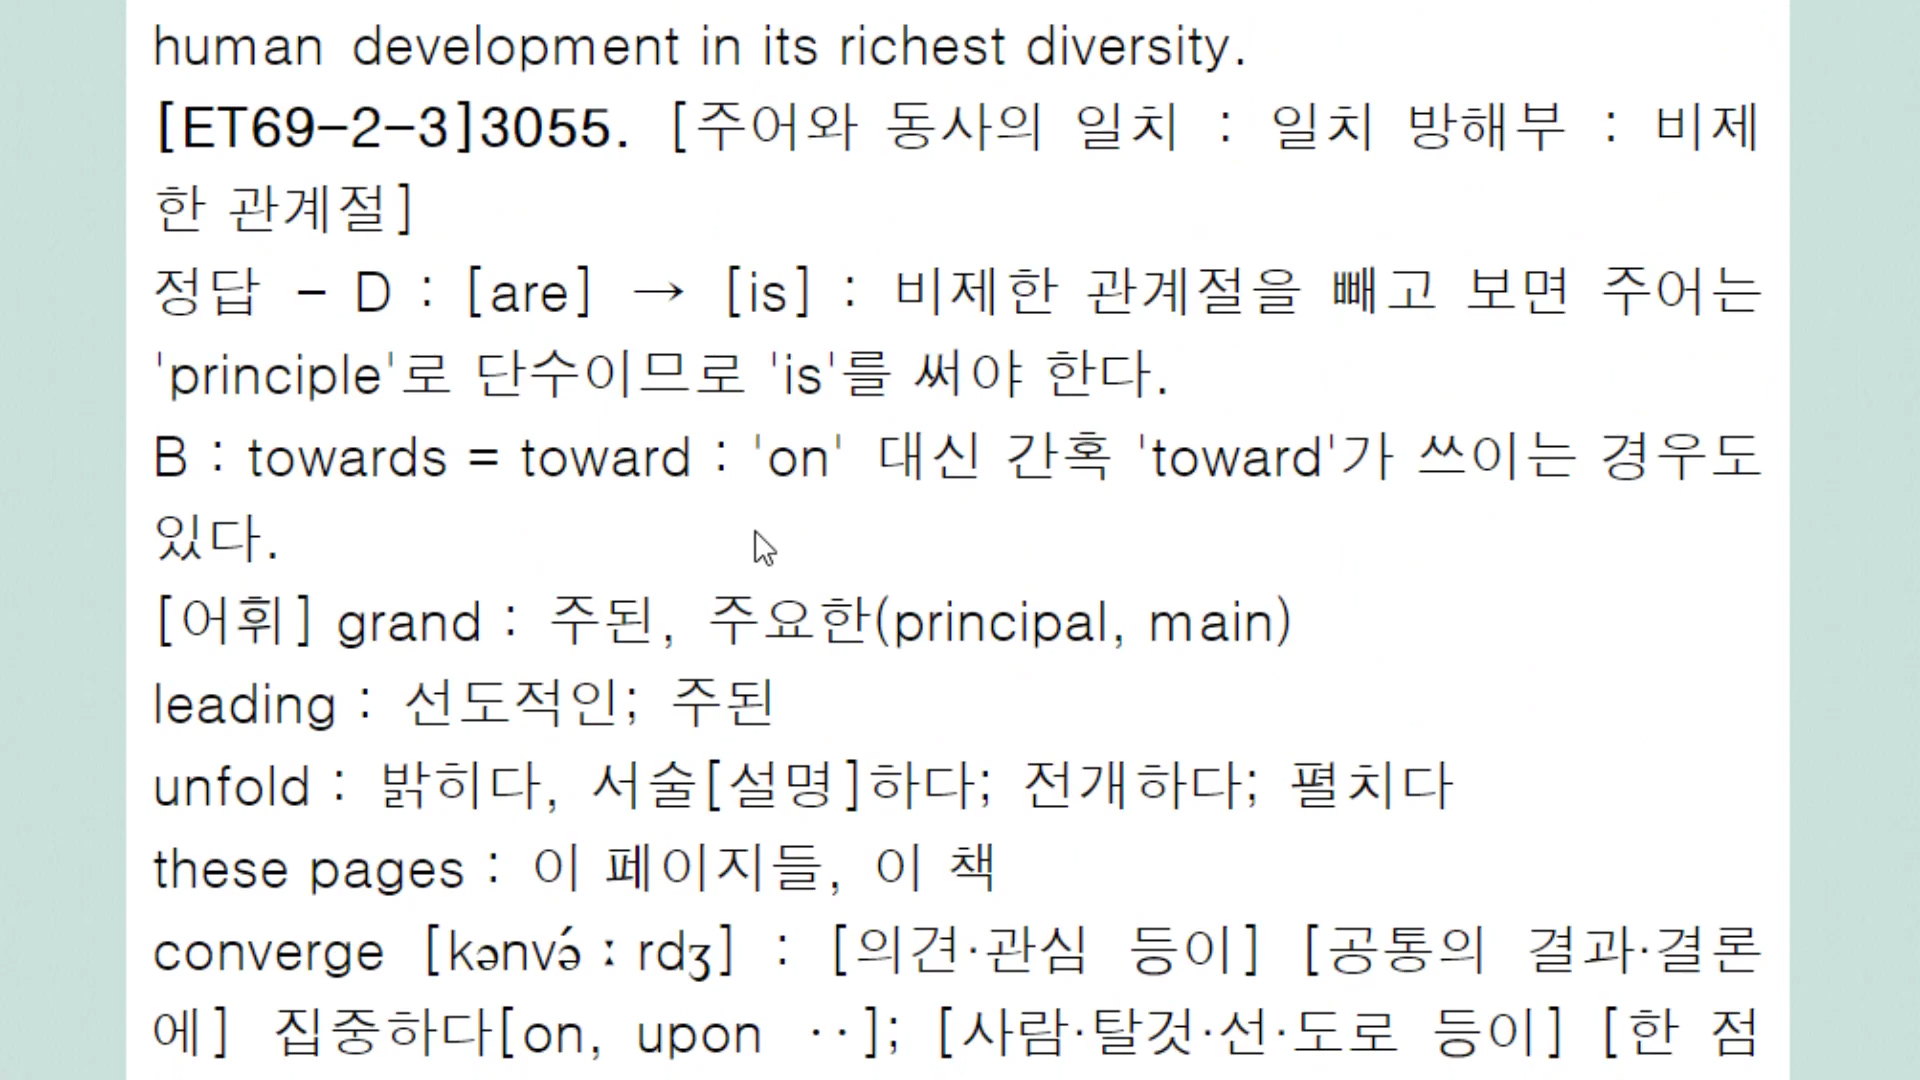 human development in its richest diversity.
[ET69-2-3]3055. [주어와 동사의 일치 : 일치 방해부 : 비제
한 관계절]
정답 - D : [are] → [is] : 비제한 관계절을 빼고 보면 주어는
'principle'로 단수이므로 'is'를 써야 한다.
B : towards = toward : 'on' 대신 간혹 'toward'가 쓰이는 경우도
있다.
[어휘] grand : 주된, 주요한(principal, main)
leading : 선도적인; 주된
unfold : 밝히다, 서술[설명]하다; 전개하다; 펼치다
these pages : 이 페이지들, 이 책
converge [kənvə́ːrdʒ] : [의견·관심 등이] [공통의 결과·결론
에] 집중하다[on, upon ··]; [사람·탈것·선·도로 등이] [한 점